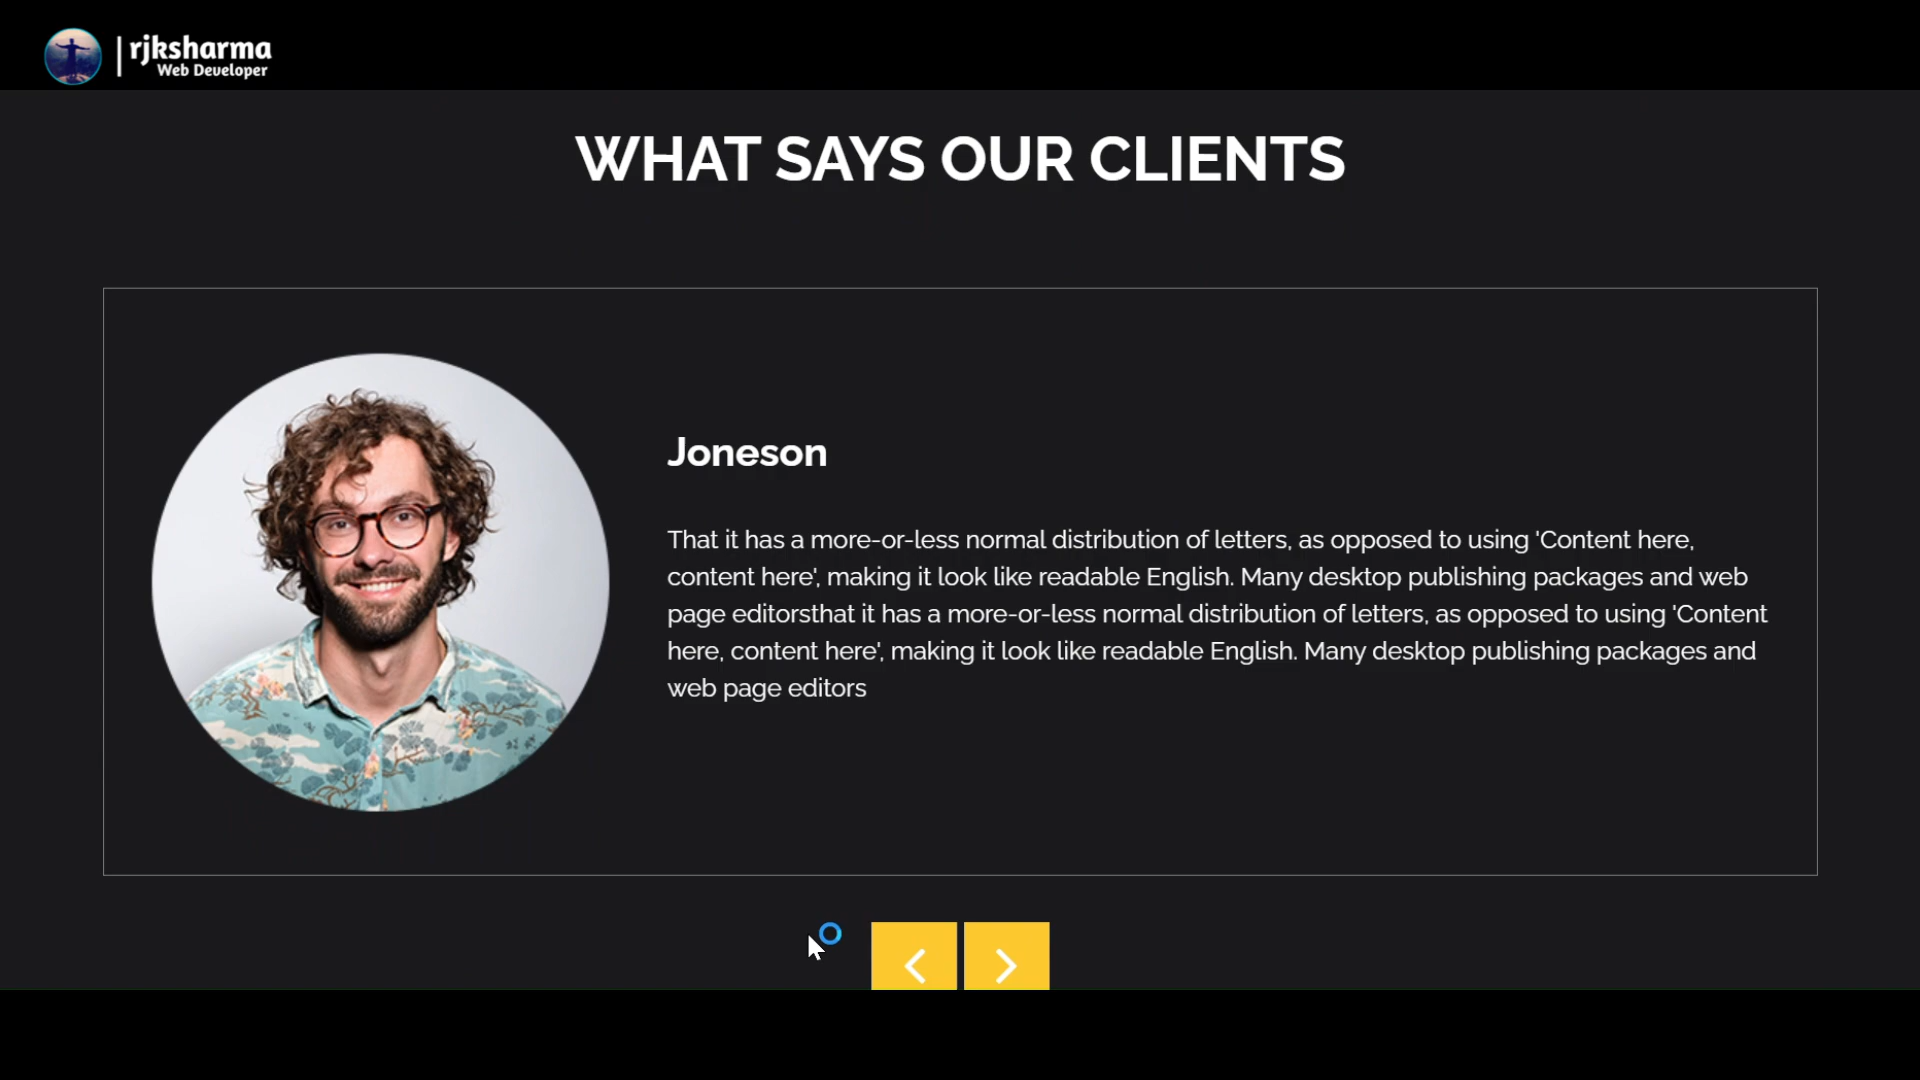 rjksharma
Web Developer
WHAT SAYS OUR CLIENTS
Joneson
That it has a more-or-less normal distribution of letters, as opposed to using 'Content here,
content here', making it look like readable English. Many desktop publishing packages and web
page editorsthat it has a more-or-less normal distribution of letters, as opposed to using 'Content
here, content here', making it look like readable English. Many desktop publishing packages and
web page editors